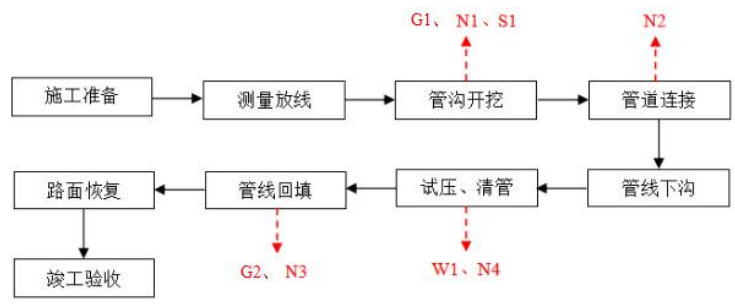 G1、 N1、S1
N2
施工准备
测量放线
管沟开挖
管道连接
路面恢复
管线回填
试压、清管
管线下沟
G2、 N3
W1、N4
竣工验收